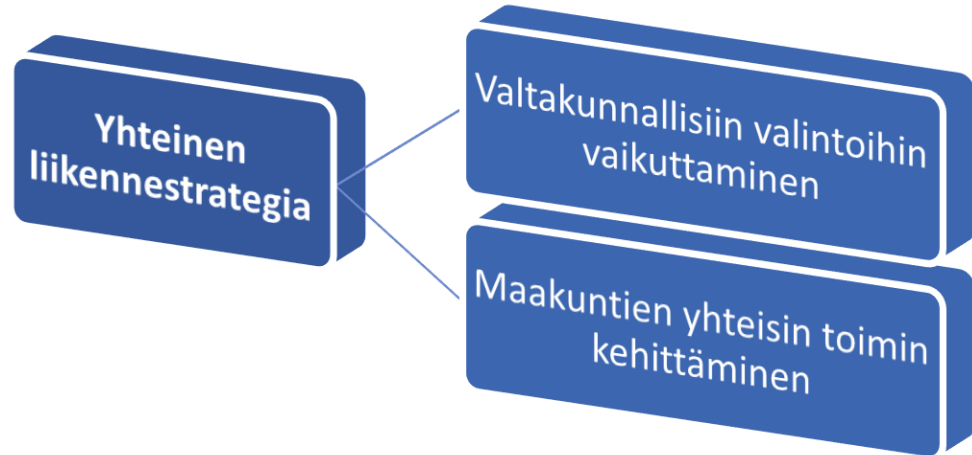 Yhteinen
liikennestrategia
Valtakunnallisiin valintoihin
vaikuttaminen
Maakuntien yhteisin toimin
kehittäminen